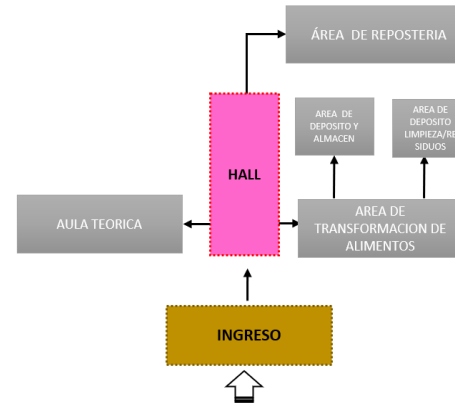 ÁREA DE REPOSTERIA
AREA DE
DEPOSITO Y
ALMACEN
AREA DE
DEPOSITO
LIMPIEZA/RE
SIDUOS
HALL
AULA TEORICA
AREA DE
TRANSFORMACION DE
ALIMENTOS
INGRESO